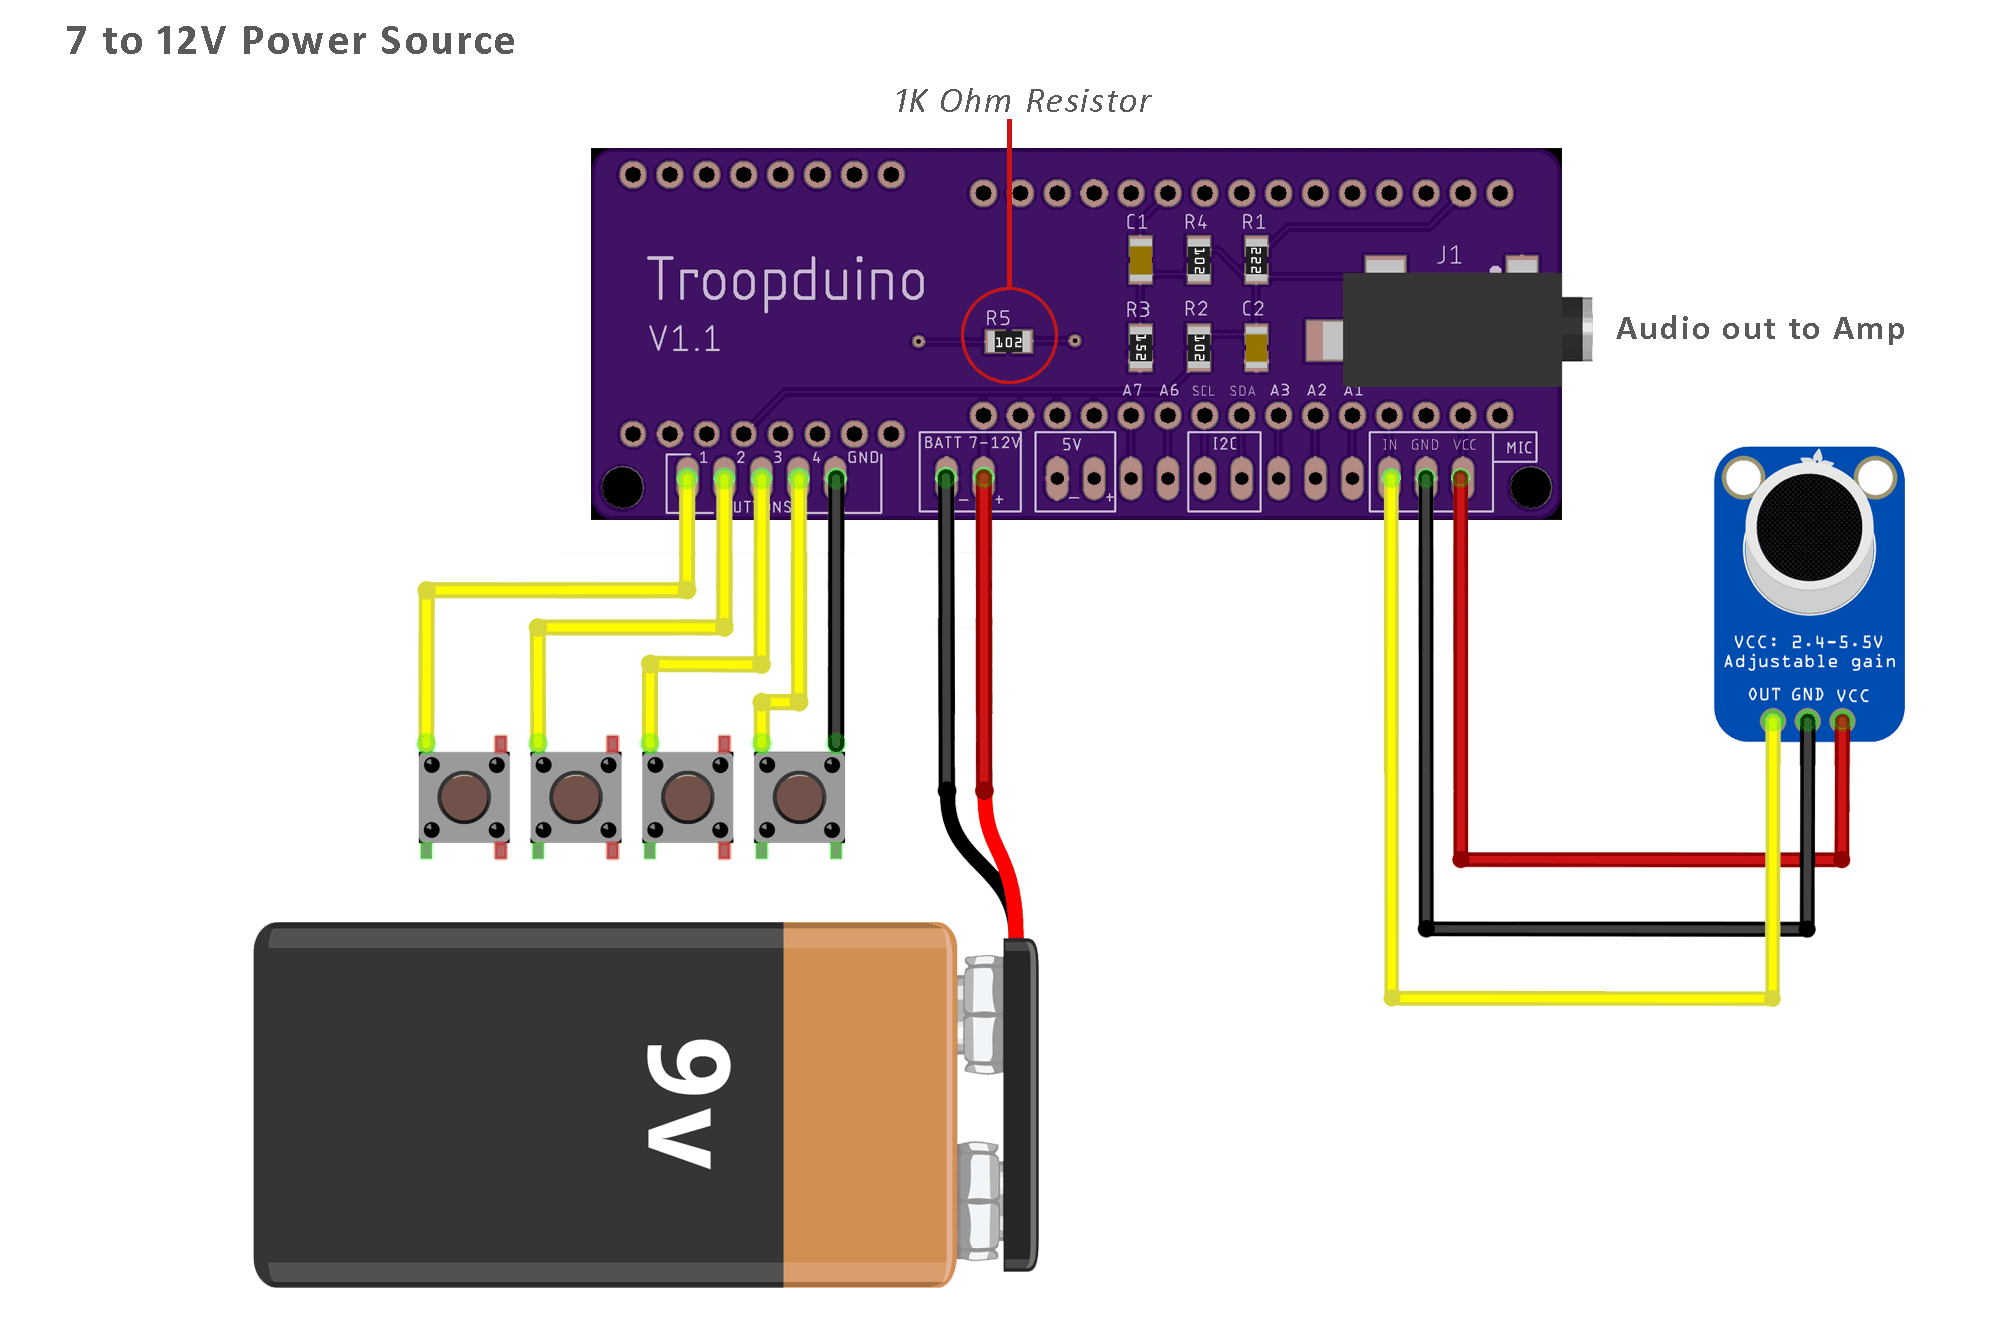 7 to 12V Power Source
1K Ohm Resistor
C1 R4 R1
102 222
J1
Troopduino
V1.1
R5
102
R3 R2 C2
152 102
Audio out to Amp
A7 A6 SCL SDA A3 A2 A1
1 2 3 4 GND
BATT 7-12V
5V
I2C
IN GND VCC
MIC
- +
- +
UT NS
VCC: 2.4-5.5V
Adjustable gain
OUT GND VCC
9v